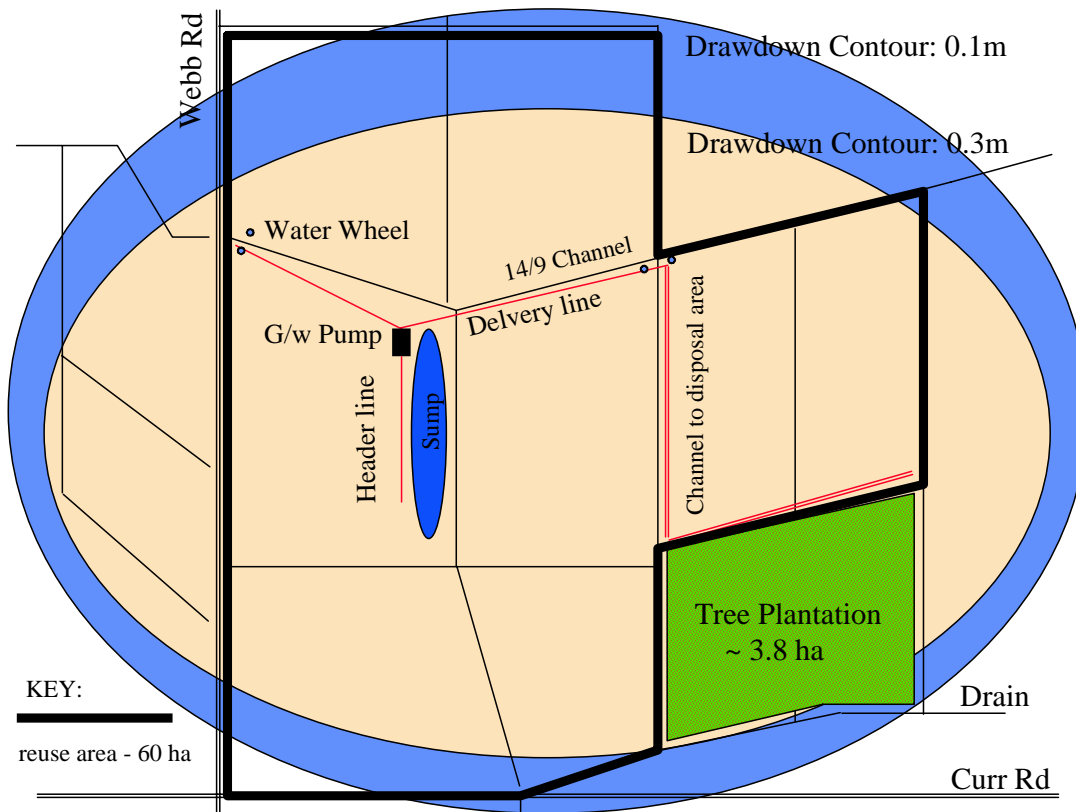 Webb Rd
Drawdown Contour: 0.1m
Drawdown Contour: 0.3m
Water Wheel
14/9 Channel
Delvery line
G/w Pump
Header line
Sump
Channel to disposal area
Tree Plantation
~ 3.8 ha
KEY:
reuse area - 60 ha
Drain
Curr Rd